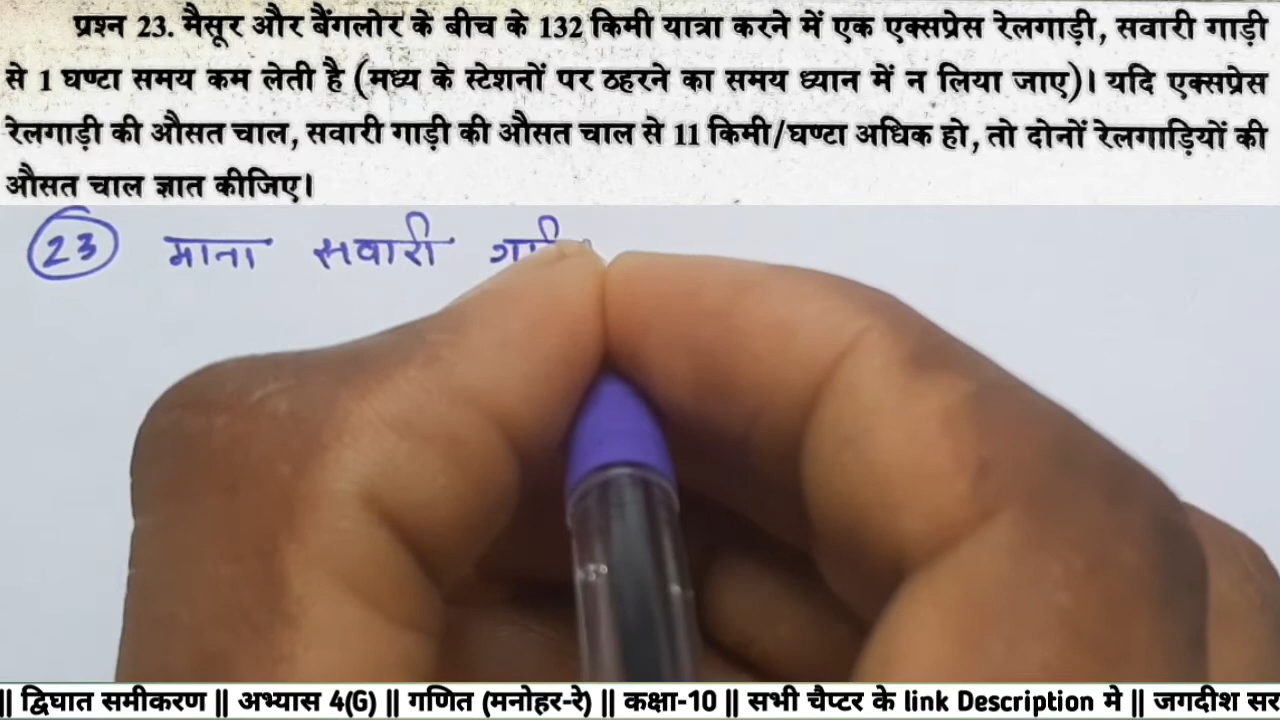 प्रश्न 23. मैसूर और बैंगलोर के बीच के 132 किमी यात्रा करने में एक एक्सप्रेस रेलगाड़ी, सवारी गाड़ी
से 1 घण्टा समय कम लेती है (मध्य के स्टेशनों पर ठहरने का समय ध्यान में न लिया जाए)। यदि एक्सप्रेस
रेलगाड़ी की औसत चाल, सवारी गाड़ी की औसत चाल से 11 किमी/घण्टा अधिक हो, तो दोनों रेलगाड़ियों की
औसत चाल ज्ञात कीजिए।
23 माना सवारी
|| द्विघात समीकरण || अभ्यास 4(G) || गणित (मनोहर-रे) || कक्षा-10 || सभी चैप्टर के link Description मे || जगदीश